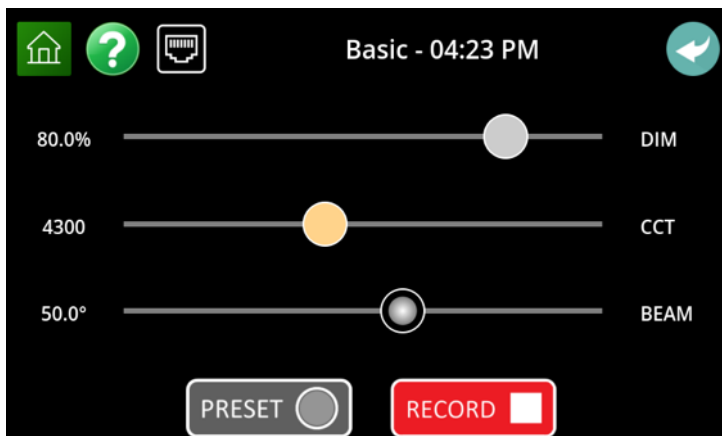 ?
Basic - 04:23 PM
80.0% DIM
4300 CCT
50.0° BEAM
PRESET RECORD